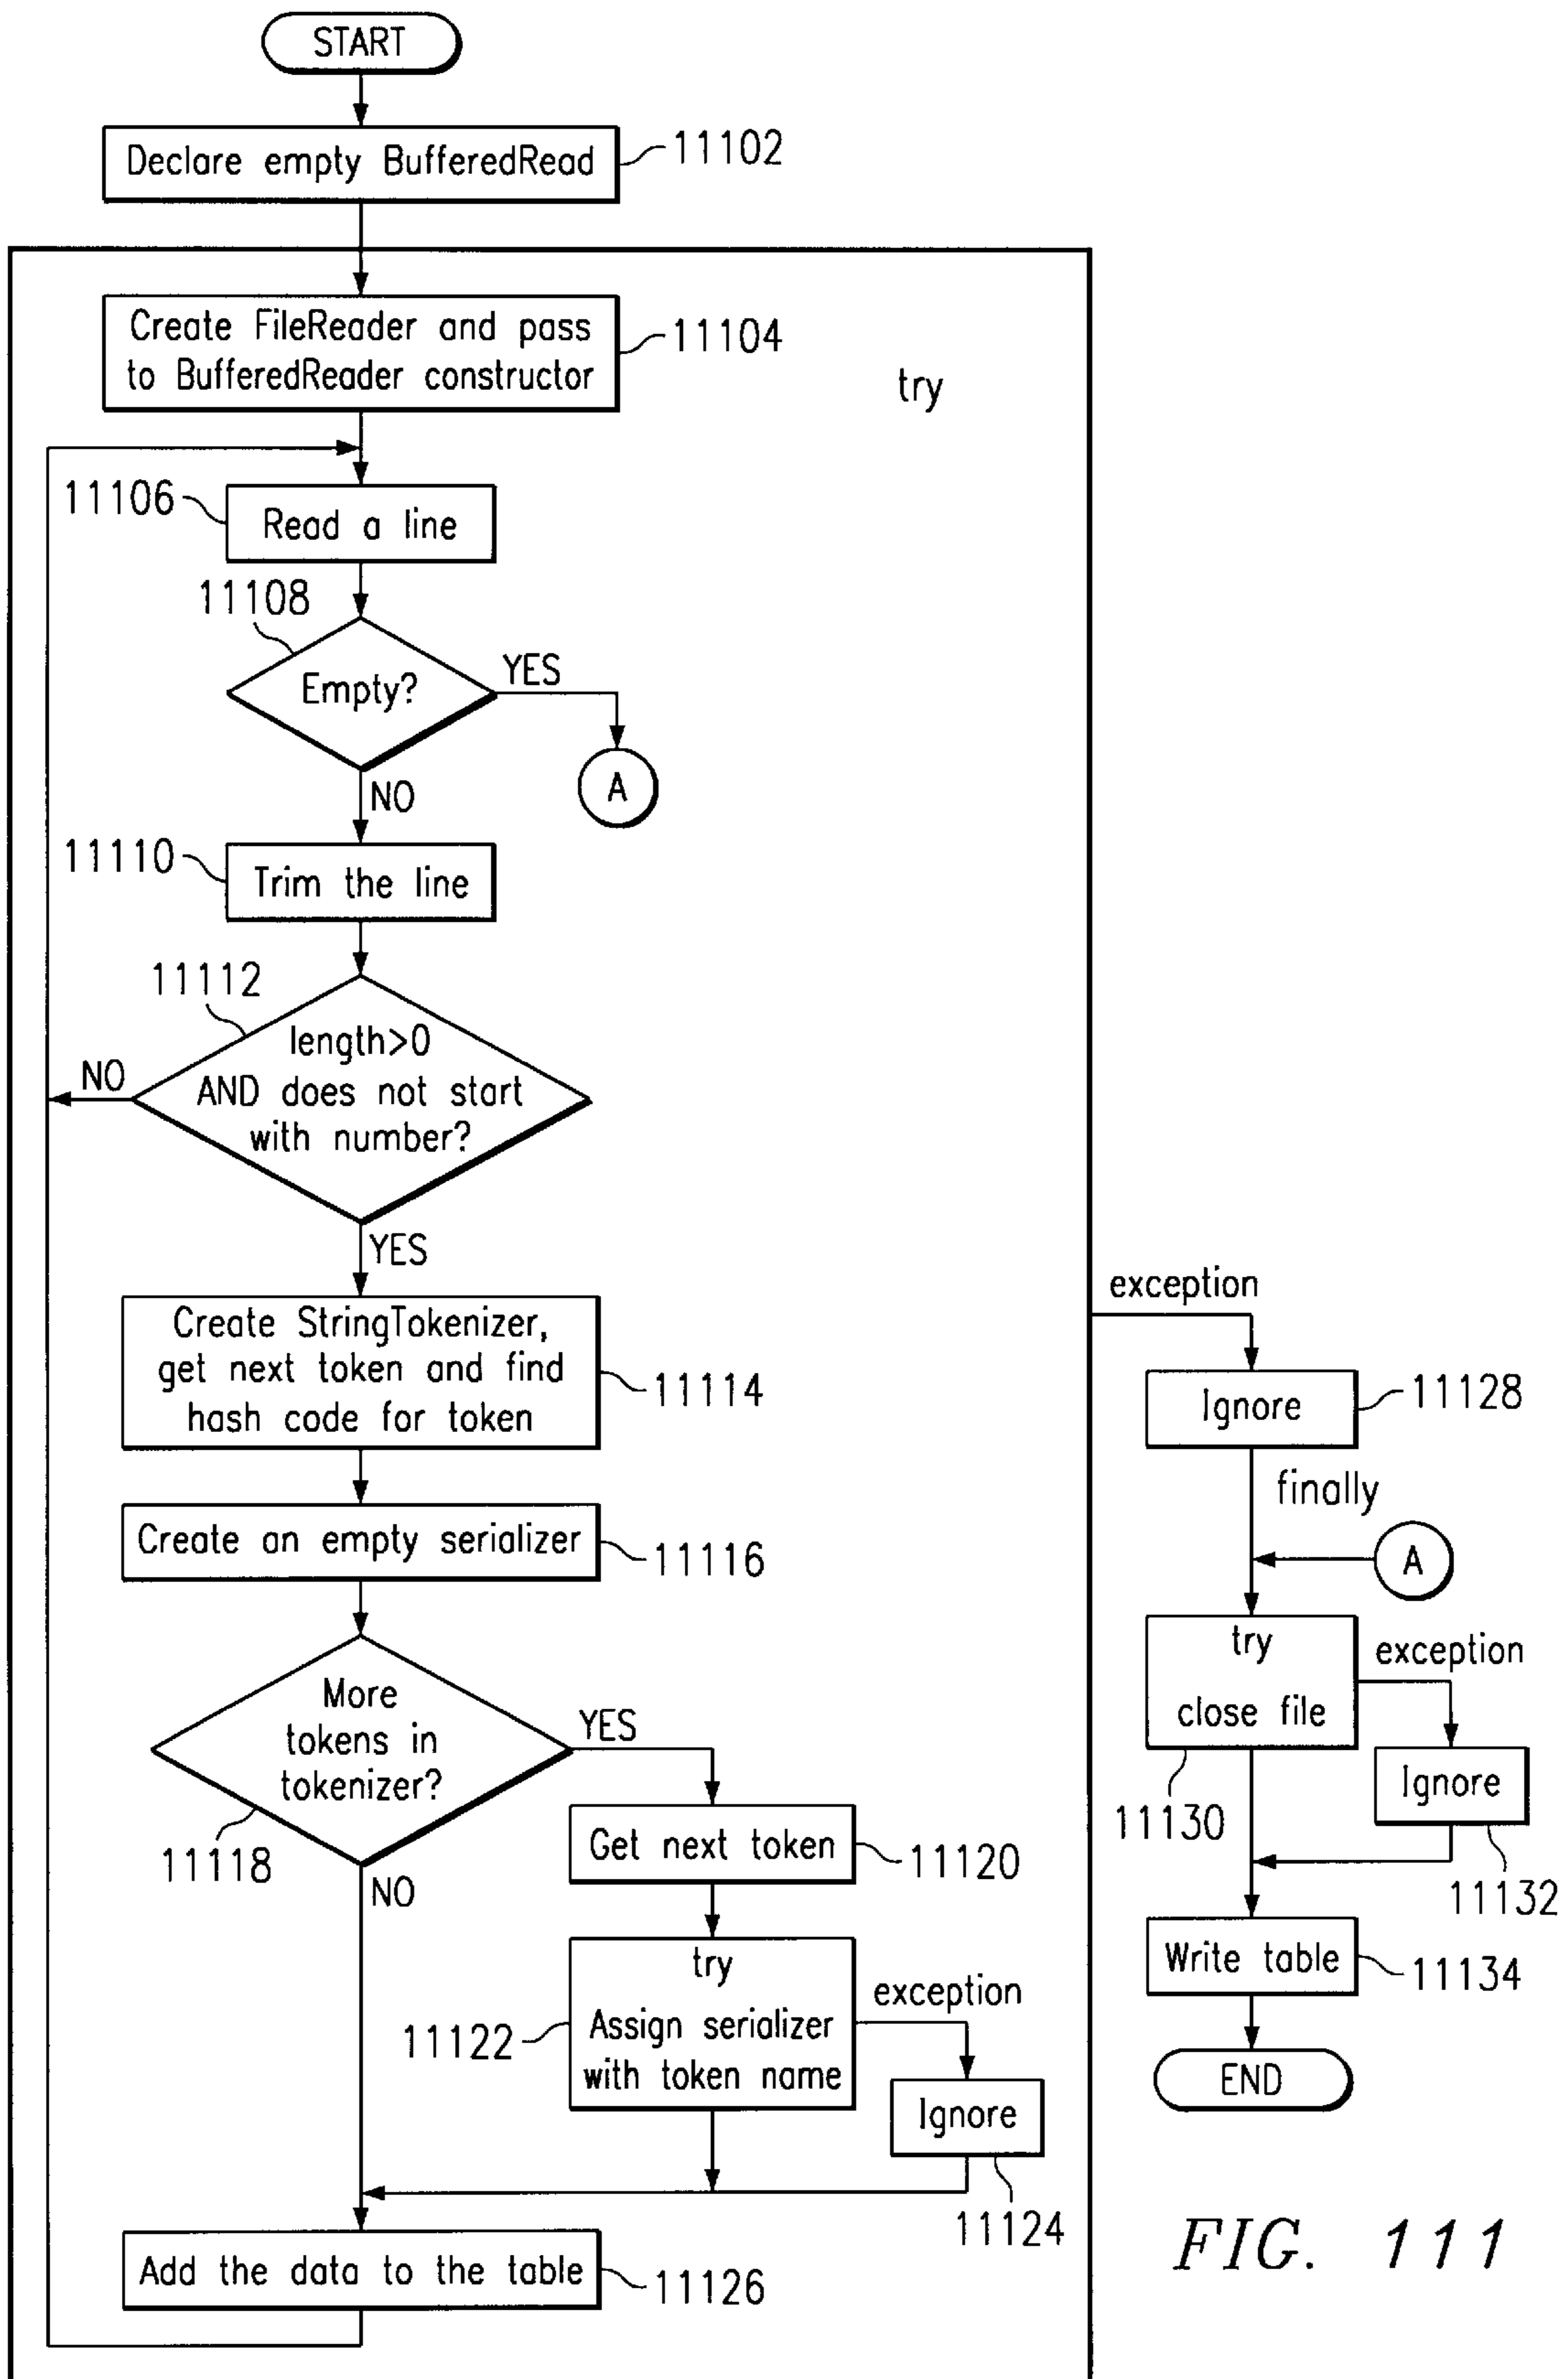 START
Declare empty BufferedRead
11102
Create FileReader and pass
to BufferedReader constructor
11104
try
11106
Read a line
11108
Empty?
YES
A
NO
11110
Trim the line
11112
length>0
AND does not start
with number?
NO
YES
Create StringTokenizer,
get next token and find
hash code for token
11114
Create an empty serializer
11116
More
tokens in
tokenizer?
YES
11118
NO
Get next token
11120
try
Assign serializer
with token name
11122
exception
Ignore
11124
Add the data to the table
11126
exception
Ignore
11128
finally
A
try
close file
exception
11130
Ignore
11132
Write table
11134
END
FIG. 111